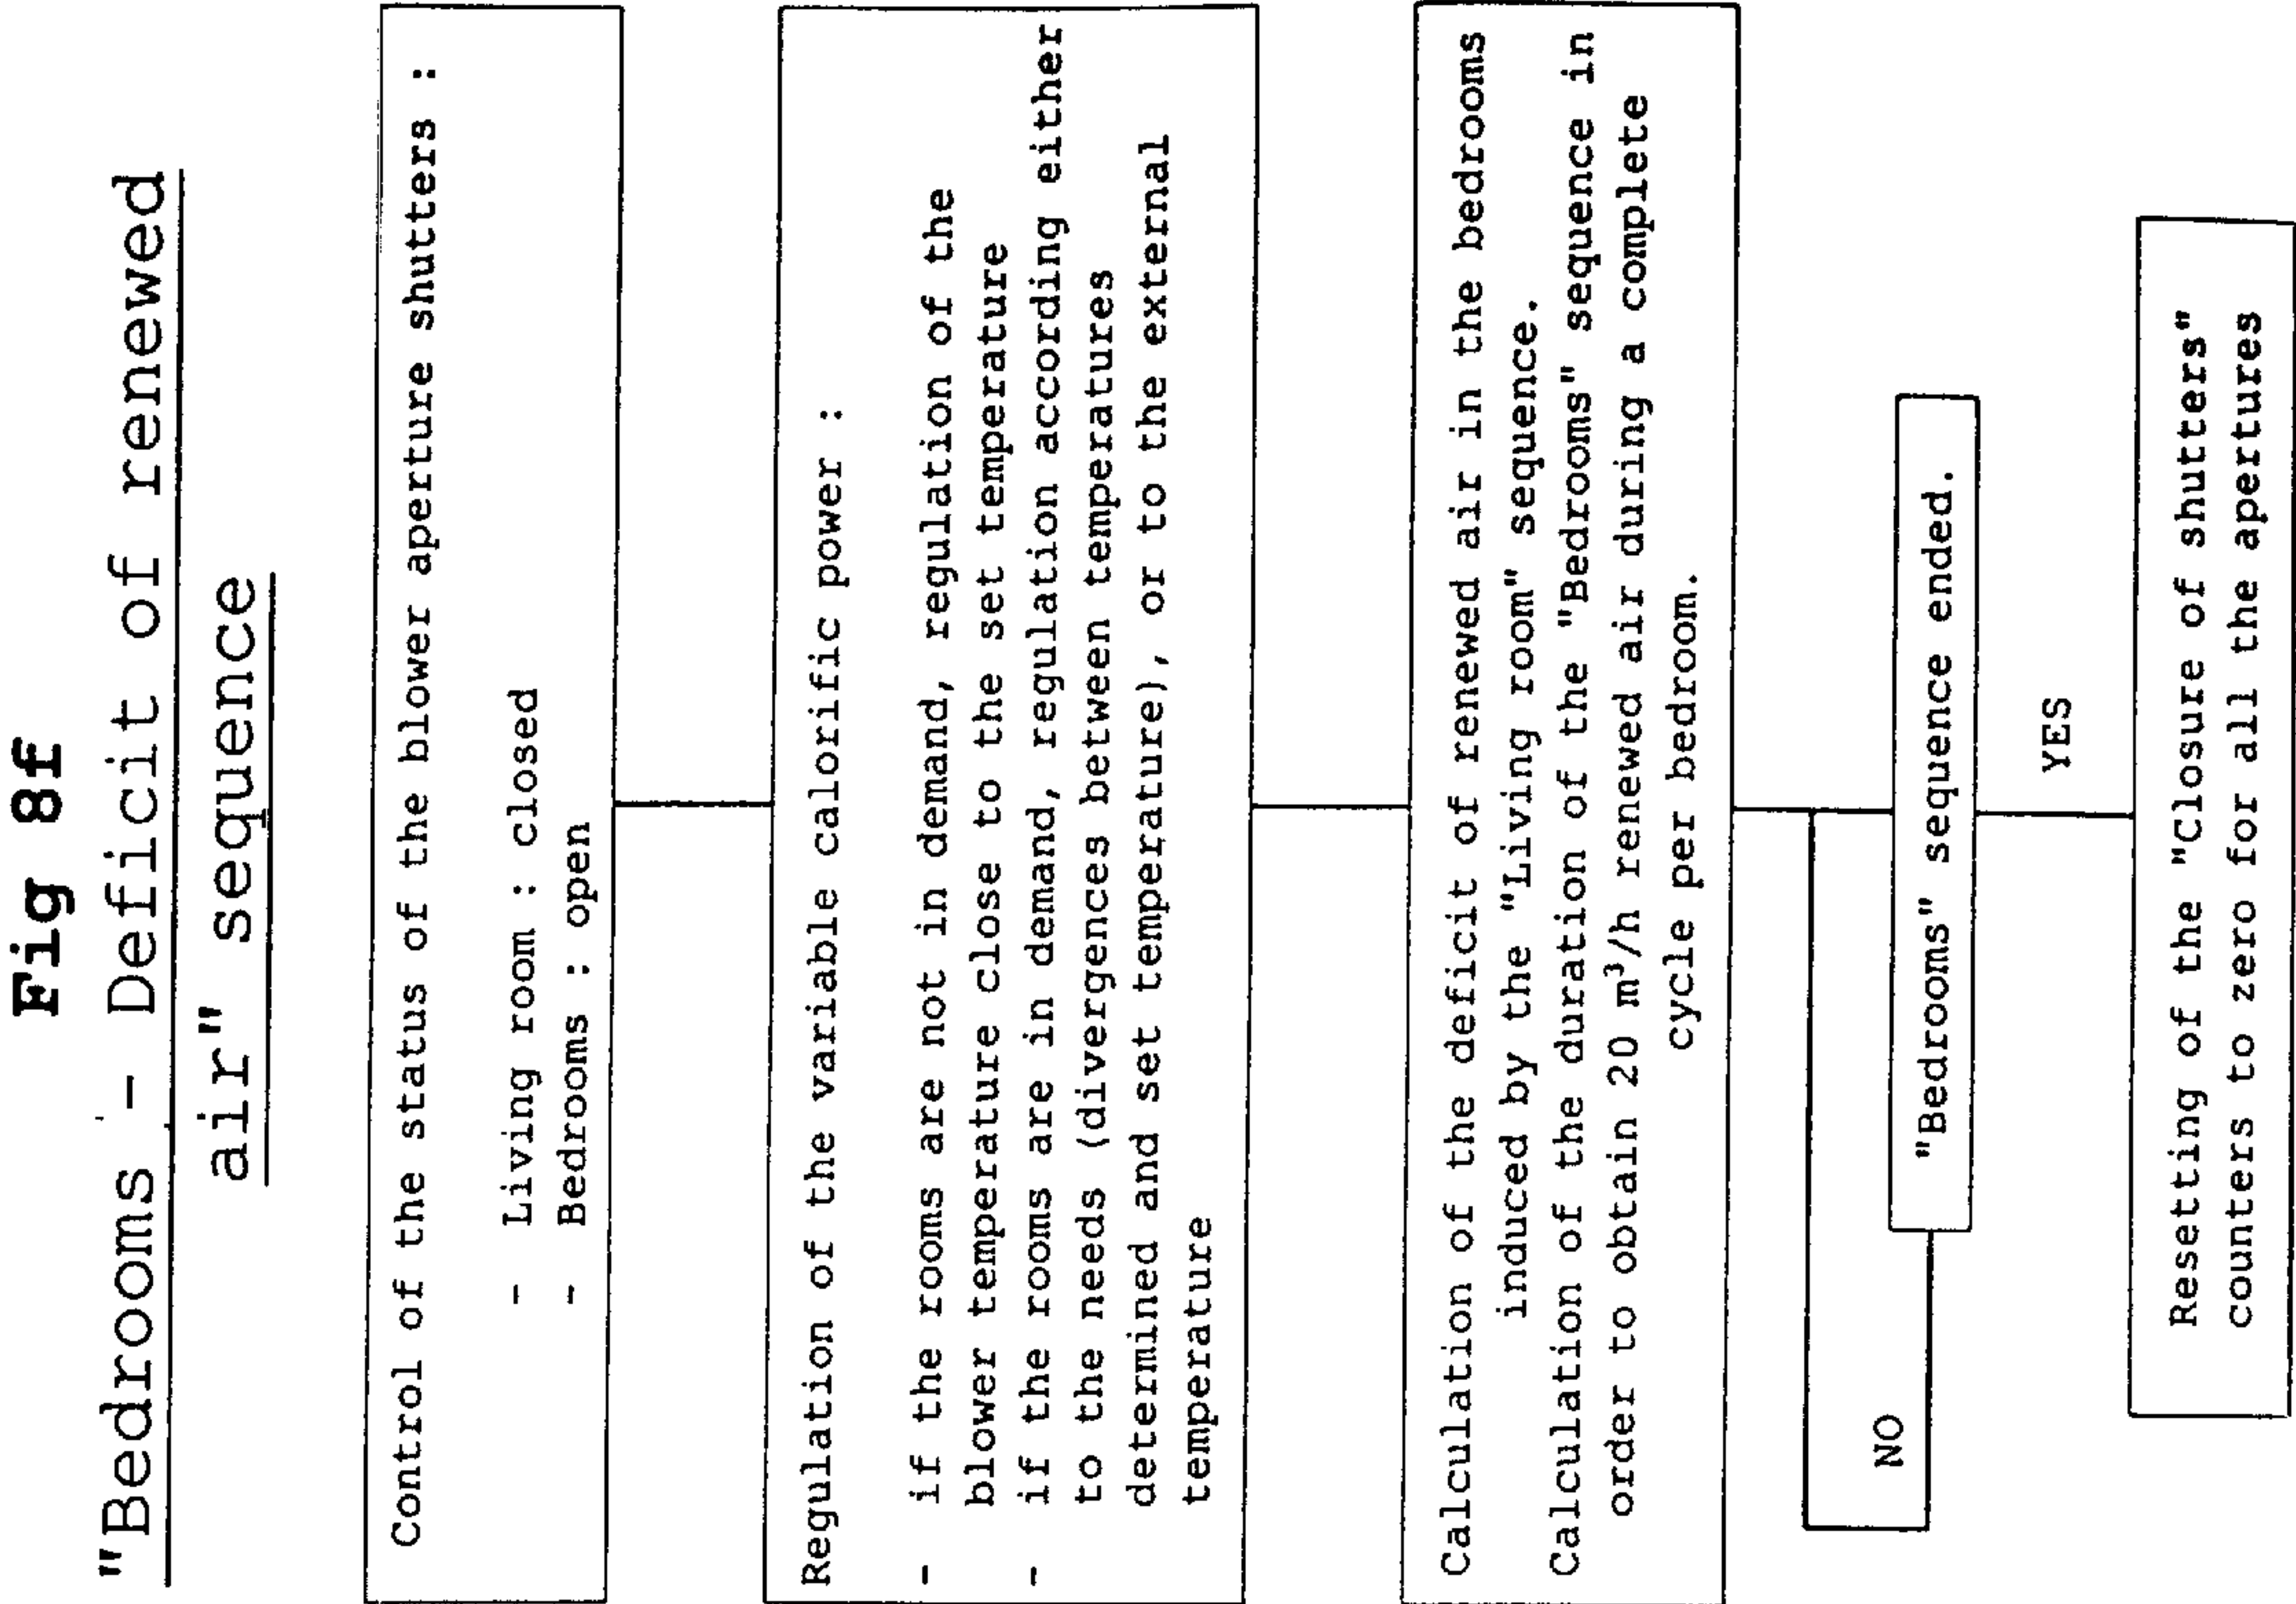 Fig 8f
"Bedrooms - Deficit of renewed
air" sequence
Control of the status of the blower aperture shutters :
- Living room : closed
- Bedrooms : open
Regulation of the variable calorific power :
- if the rooms are not in demand, regulation of the
blower temperature close to the set temperature
- if the rooms are in demand, regulation according either
to the needs (divergences between temperatures
determined and set temperature), or to the external
temperature
Calculation of the deficit of renewed air in the bedrooms
induced by the "Living room" sequence.
Calculation of the duration of the "Bedrooms" sequence in
order to obtain 20 m³/h renewed air during a complete
cycle per bedroom.
NO
"Bedrooms" sequence ended.
YES
Resetting of the "Closure of shutters"
counters to zero for all the apertures